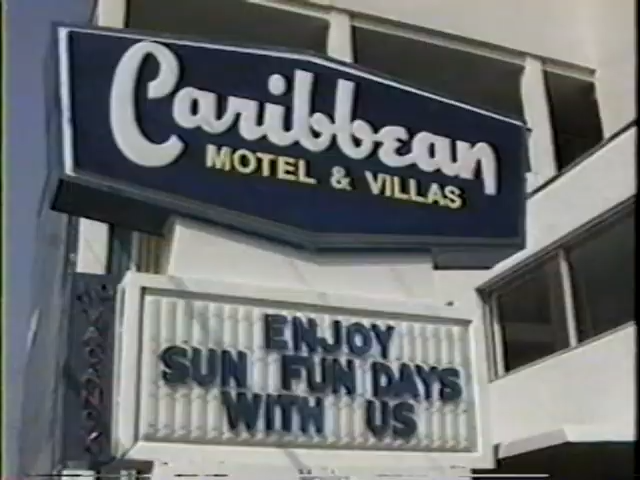 Caribbean
MOTEL & VILLAS
ENJOY
SUN FUN DAYS
WITH US
VACANCY